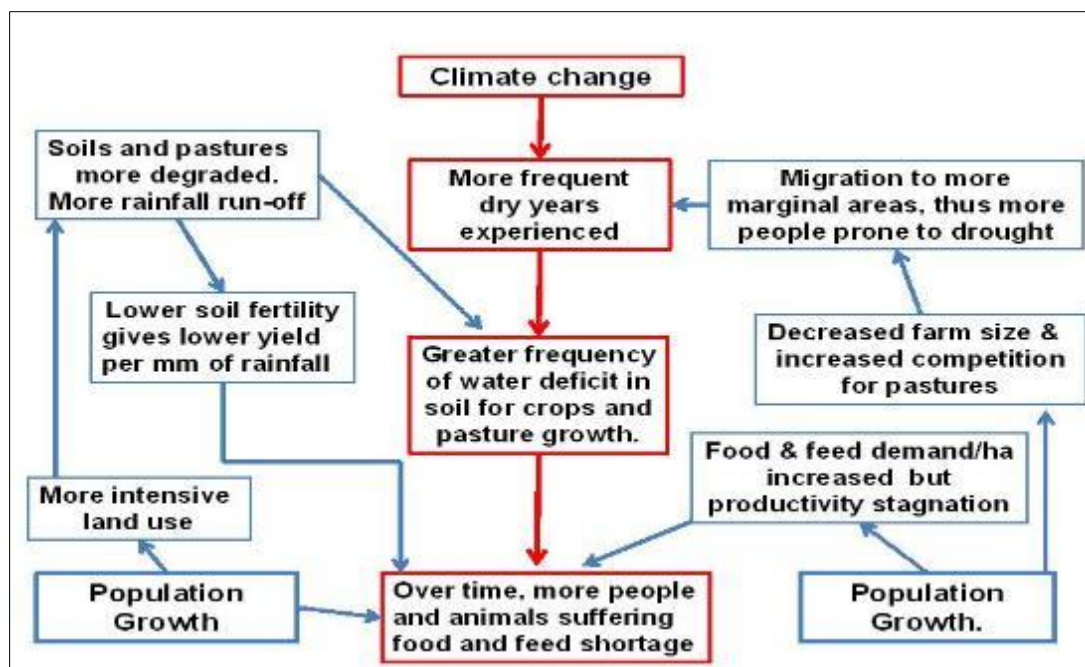 Climate change
Soils and pastures
more degraded.
More rainfall run-off
More frequent
dry years
experienced
Migration to more
marginal areas, thus more
people prone to drought
Lower soil fertility
gives lower yield
per mm of rainfall
Greater frequency
of water deficit in
soil for crops and
pasture growth.
Decreased farm size &
increased competition
for pastures
More intensive
land use
Food & feed demand/ha
increased but
productivity stagnation
Population
Growth
Over time, more people
and animals suffering
food and feed shortage
Population
Growth.